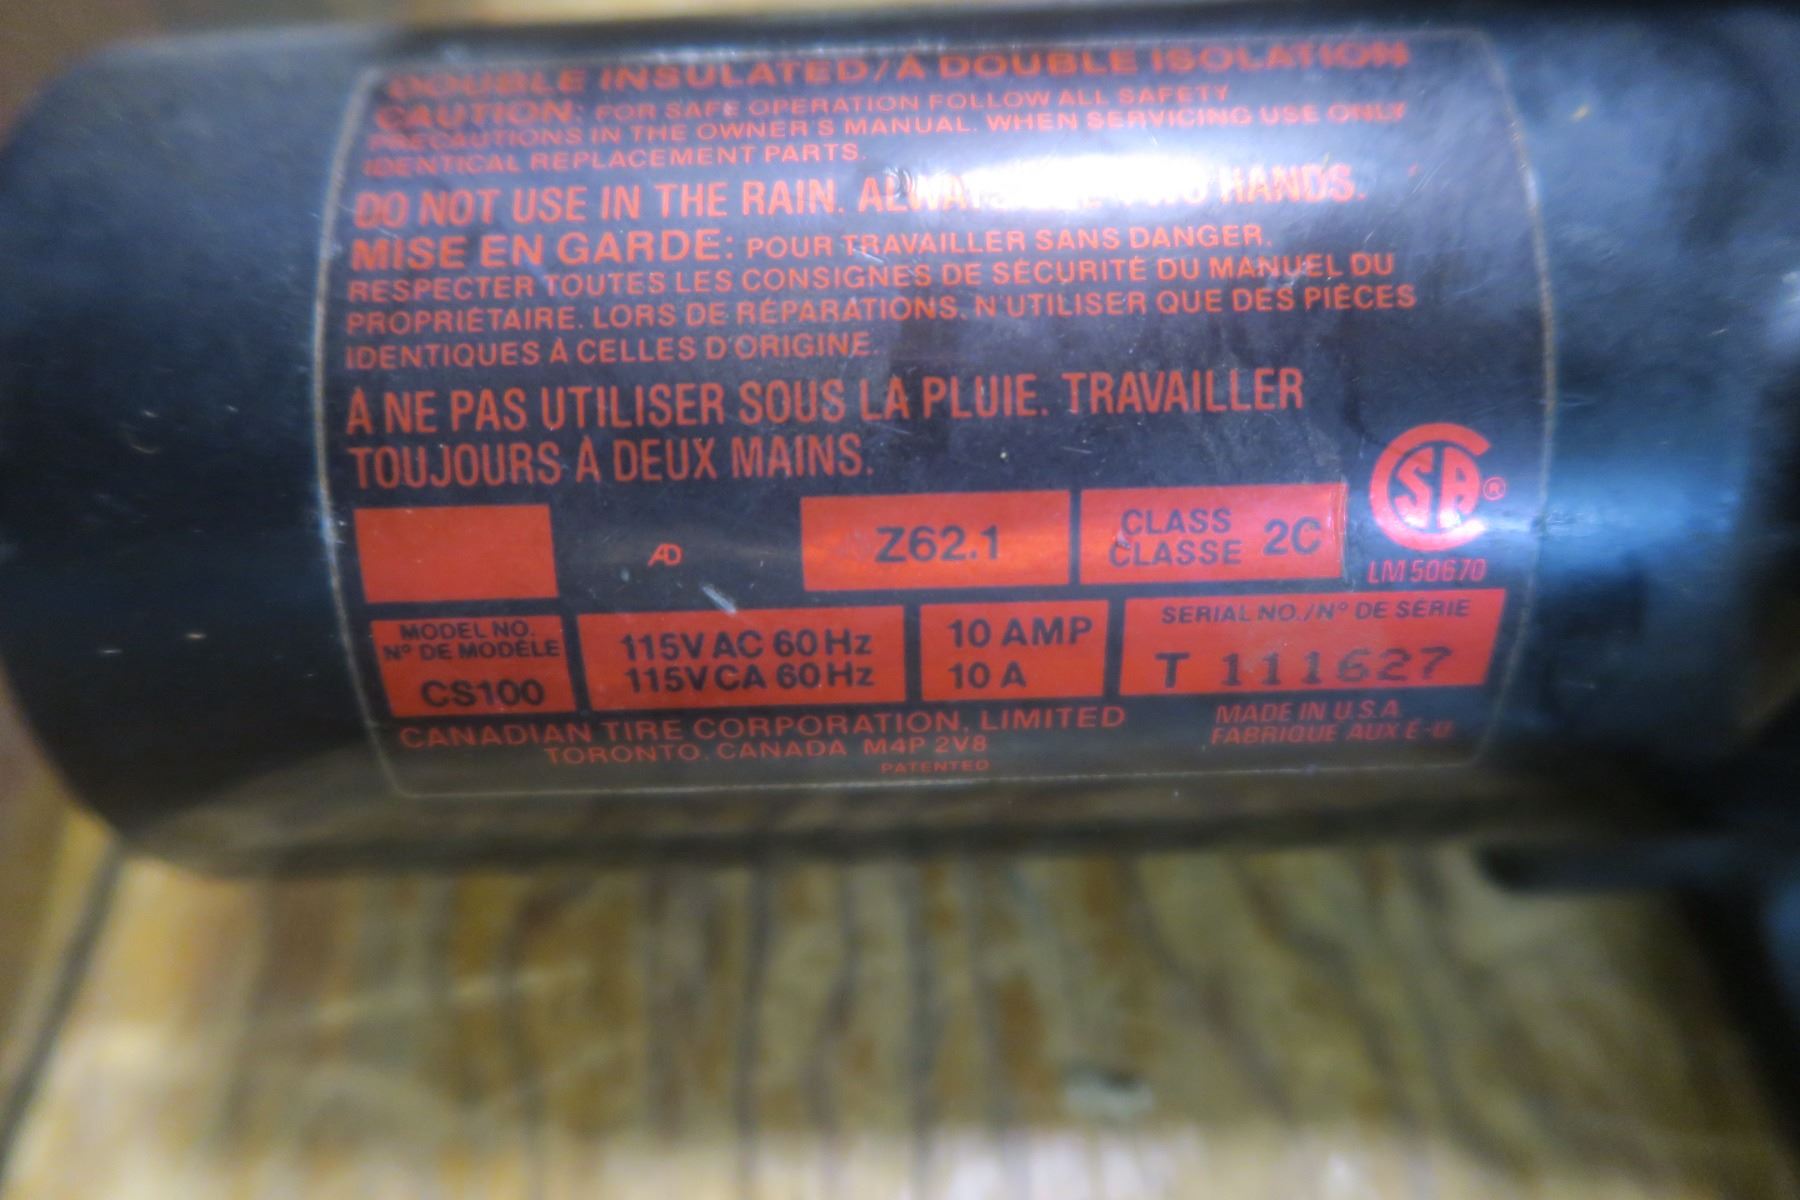 DOUBLE INSULATED/A DOUBLE ISOLATION
CAUTION: FOR SAFE OPERATION FOLLOW ALL SAFETY
PRECAUTIONS IN THE OWNER'S MANUAL. WHEN SERVICING USE ONLY
IDENTICAL REPLACEMENT PARTS.
DO NOT USE IN THE RAIN. HANDS.
MISE EN GARDE: POUR TRAVAILLER SANS DANGER,
RESPECTER TOUTES LES CONSIGNES DE SÉCURITÉ DU MANUEL DU
PROPRIÉTAIRE. LORS DE RÉPARATIONS, N'UTILISER QUE DES PIÈCES
IDENTIQUES À CELLES D'ORIGINE.
À NE PAS UTILISER SOUS LA PLUIE. TRAVAILLER
TOUJOURS À DEUX MAINS.
AD
Z62.1
CLASS
CLASSE 2C
CSA ®
LM 50670
MODEL NO.
Nº DE MODÈLE
CS100
115V AC 60 Hz
115V CA 60 Hz
10 AMP
10 A
SERIAL NO./Nº DE SÉRIE
T 111627
CANADIAN TIRE CORPORATION, LIMITED
TORONTO, CANADA M4P 2V8
PATENTED
MADE IN U.S.A.
FABRIQUÉ AUX É-U.